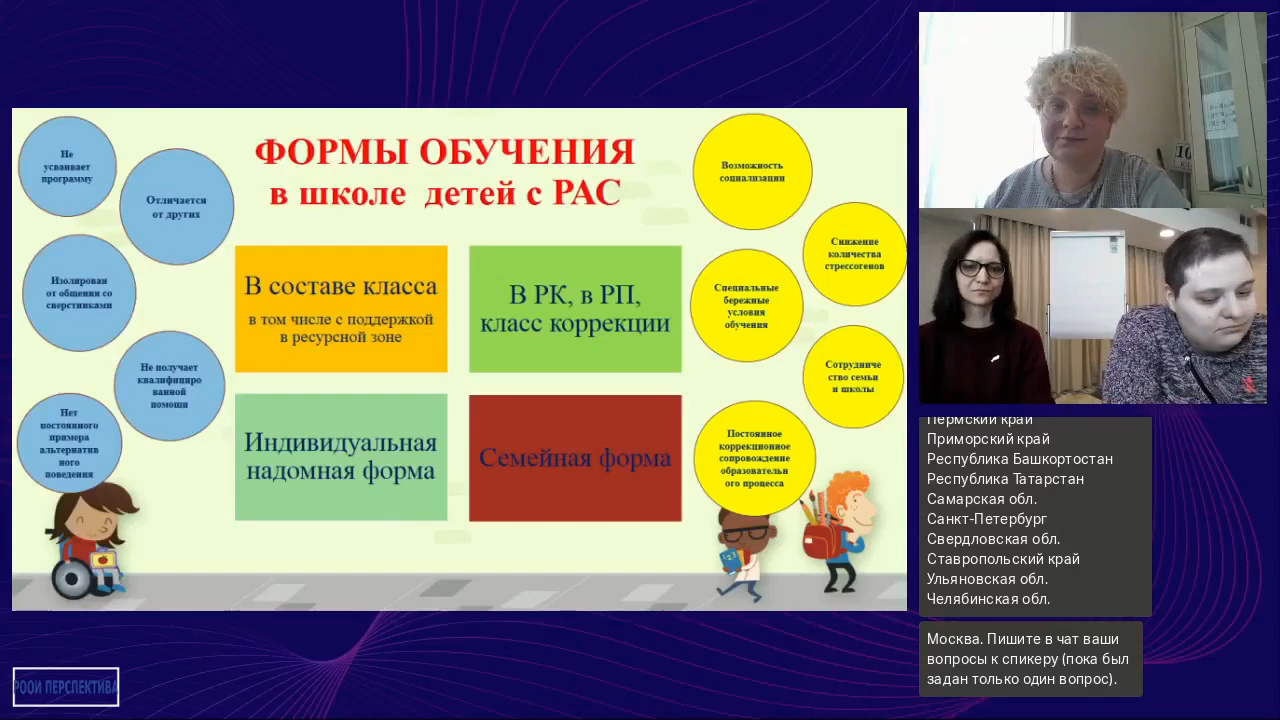 ФОРМЫ ОБУЧЕНИЯ
в школе детей с РАС
Не
усваивает
программу
Отличается
от других
Изолирован
от общения со
сверстниками
Не получает
квалифициро
ванной
помощи
Нет
постоянного
примера
альтернатив
ного
поведения
В составе класса
в том числе с поддержкой
в ресурсной зоне
В РК, в РП,
класс коррекции
Индивидуальная
надомная форма
Семейная форма
Возможность
социализации
Снижение
количества
стрессогенов
Специальные
бережные
условия
обучения
Сотрудниче
ство семьи
и школы
Постоянное
коррекционное
сопровождение
образовательн
ого процесса
16
Пермский край
Приморский край
Республика Башкортостан
Республика Татарстан
Самарская обл.
Санкт-Петербург
Свердловская обл.
Ставропольский край
Ульяновская обл.
Челябинская обл.
Москва. Пишите в чат ваши
вопросы к спикеру (пока был
задан только один вопрос).
РООИ ПЕРСПЕКТИВА